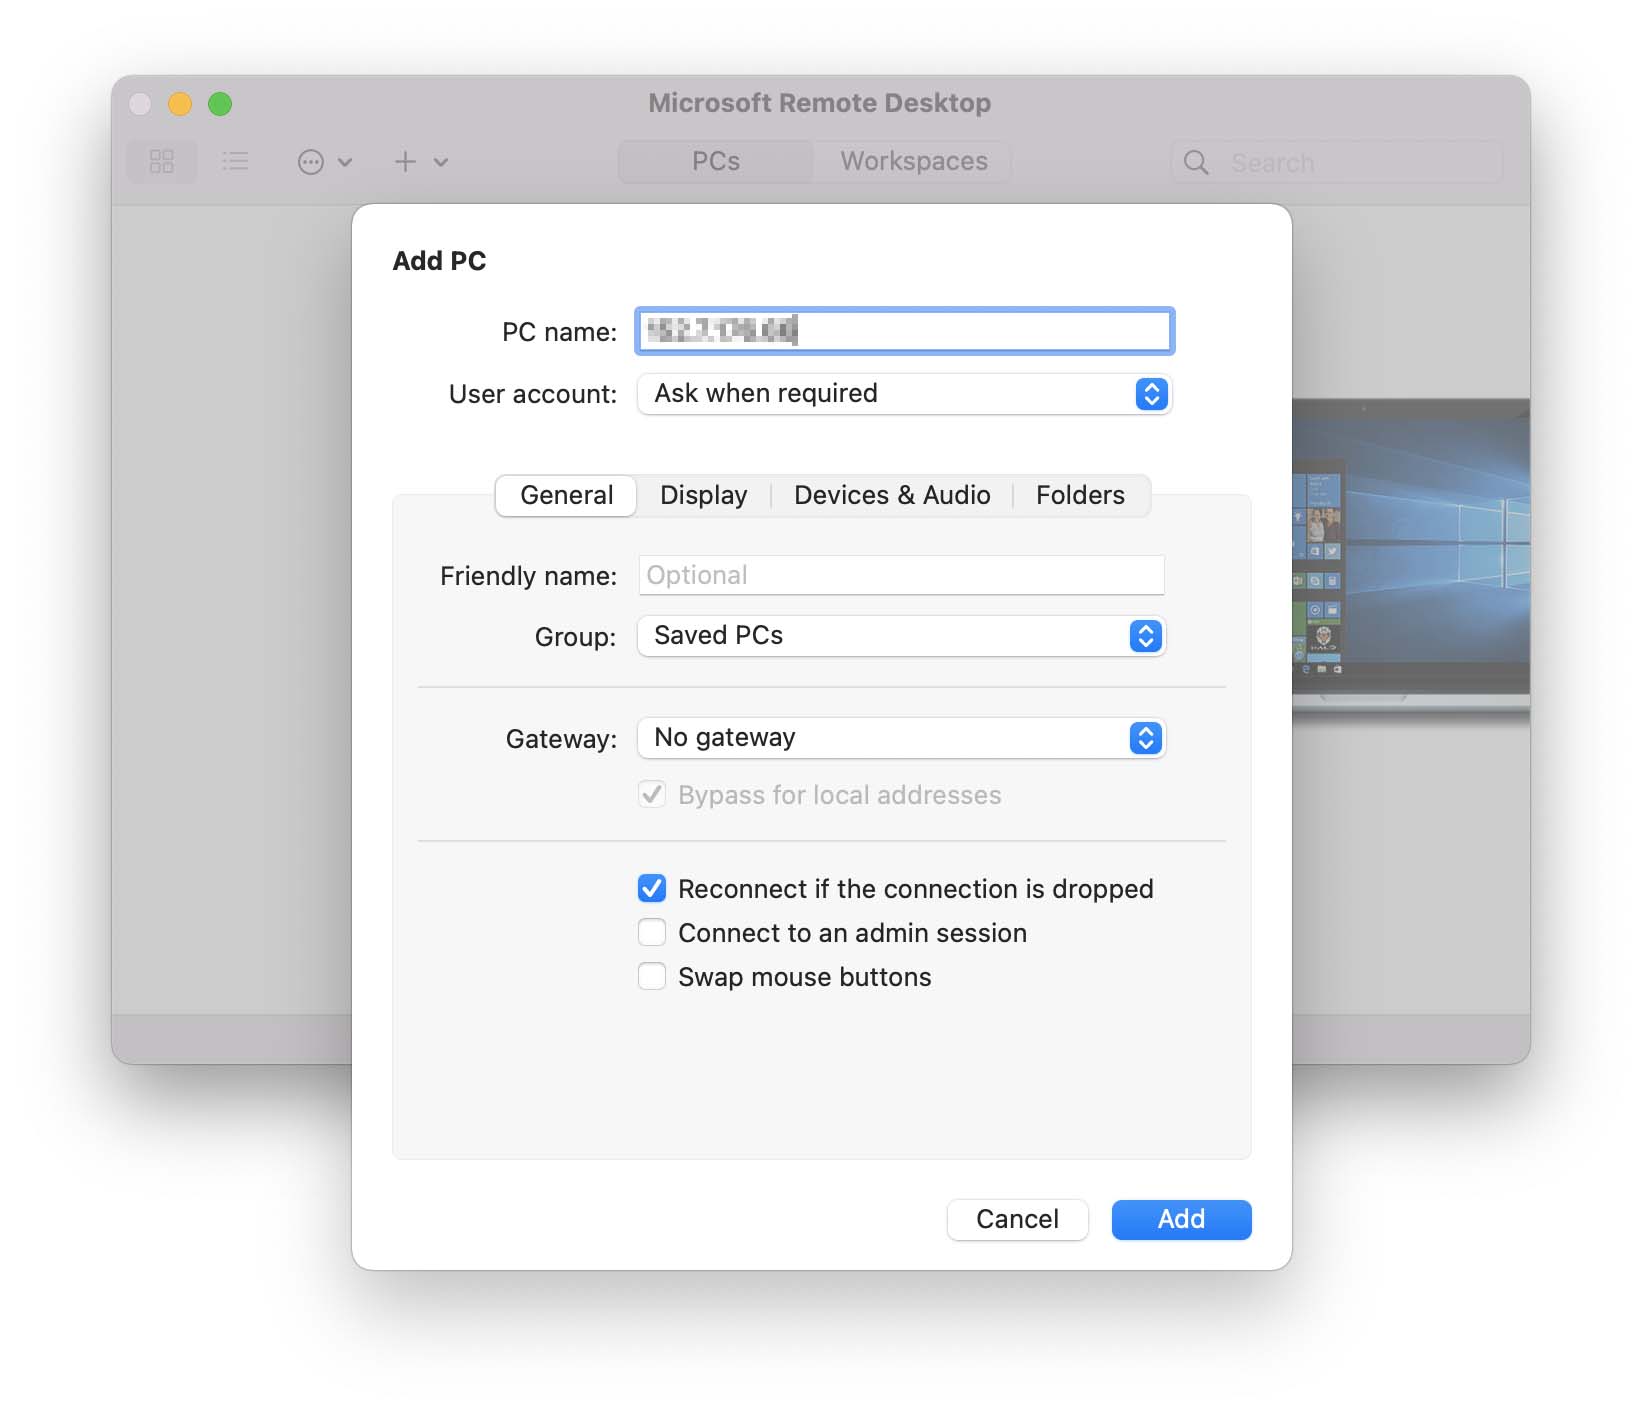 Microsoft Remote Desktop
PCs
Workspaces
Search
Add PC
PC name:
User account: Ask when required
General
Display
Devices & Audio
Folders
Friendly name: Optional
Group: Saved PCs
Gateway: No gateway
Bypass for local addresses
Reconnect if the connection is dropped
Connect to an admin session
Swap mouse buttons
Cancel
Add